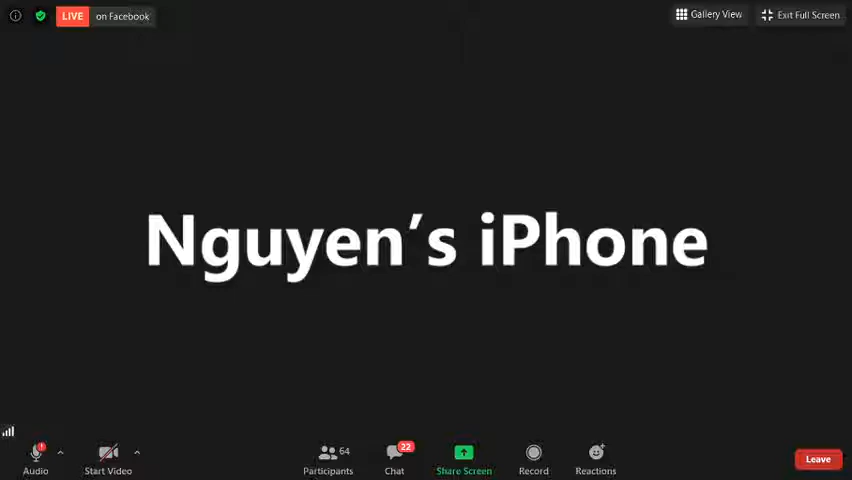 LIVE on Facebook
Gallery View
Exit Full Screen
Nguyen’s iPhone
64
22
Audio
Start Video
Participants
Chat
Share Screen
Record
Reactions
Leave